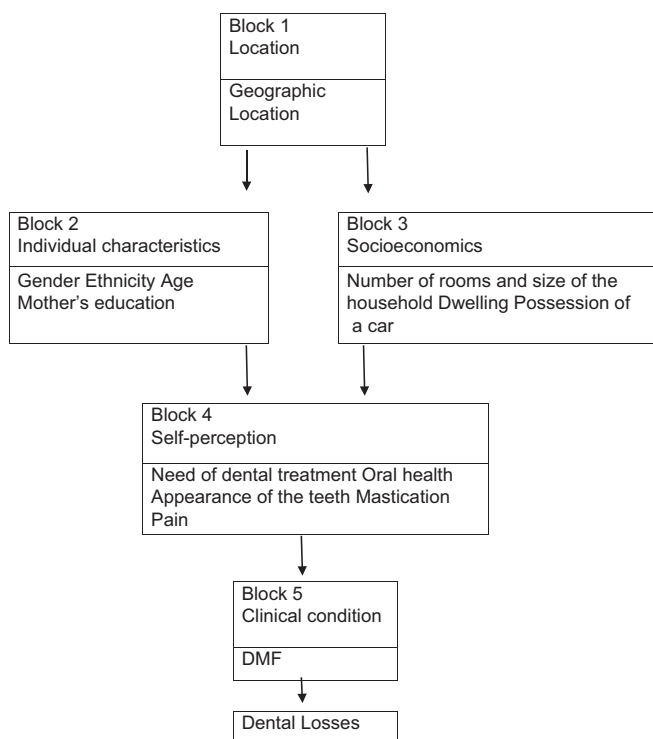 Block 1
Location
Geographic
Location
Block 2
Individual characteristics
Gender Ethnicity Age
Mother's education
Block 3
Socioeconomics
Number of rooms and size of the
household Dwelling Possession of
a car
Block 4
Self-perception
Need of dental treatment Oral health
Appearance of the teeth Mastication
Pain
Block 5
Clinical condition
DMF
Dental Losses